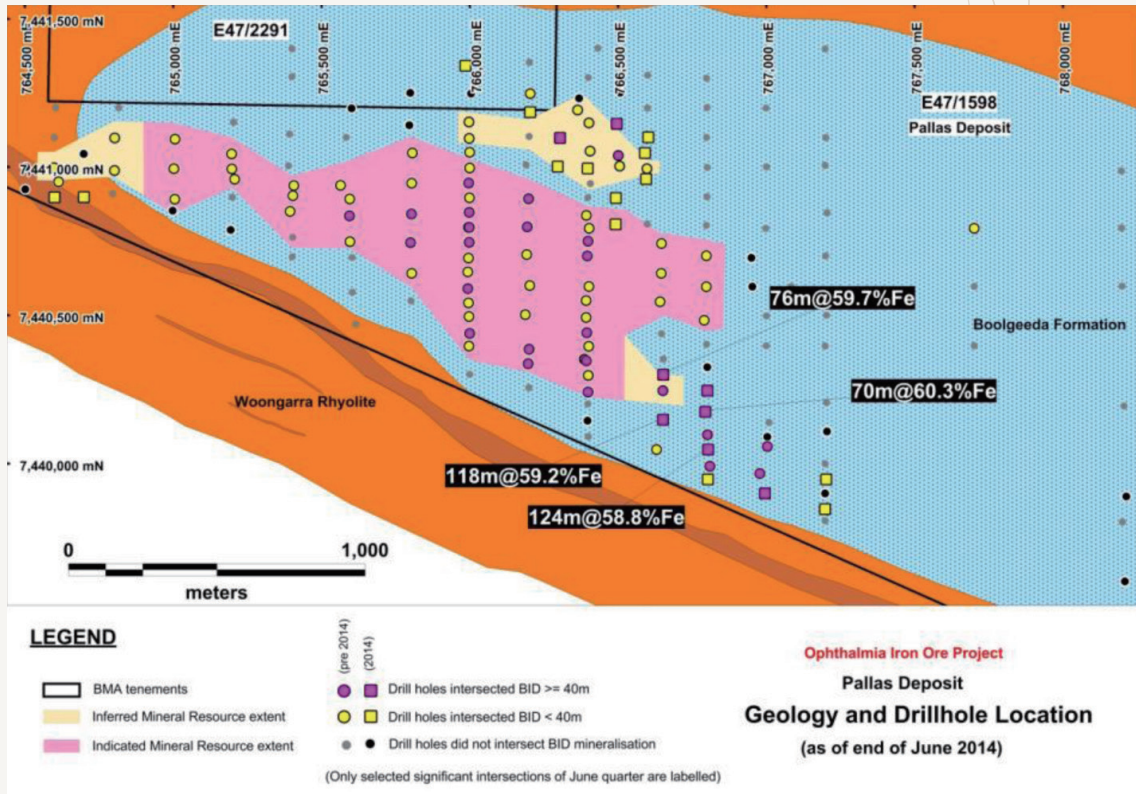 7,441,500 mN
764,500 mE
765,000 mE
765,500 mE
766,000 mE
766,500 mE
767,000 mE
767,500 mE
768,000 mE
E47/2291
E47/1598
Pallas Deposit
7,441,000 mN
76m@59.7%Fe
7,440,500 mN
Boolgeeda Formation
70m@60.3%Fe
Woongarra Rhyolite
7,440,000 mN
118m@59.2%Fe
124m@58.8%Fe
0
1,000
meters
LEGEND
(pre 2014)
(2014)
BMA tenements
Inferred Mineral Resource extent
Indicated Mineral Resource extent
Drill holes intersected BID >= 40m
Drill holes intersected BID < 40m
Drill holes did not intersect BID mineralisation
(Only selected significant intersections of June quarter are labelled)
Ophthalmia Iron Ore Project
Pallas Deposit
Geology and Drillhole Location
(as of end of June 2014)